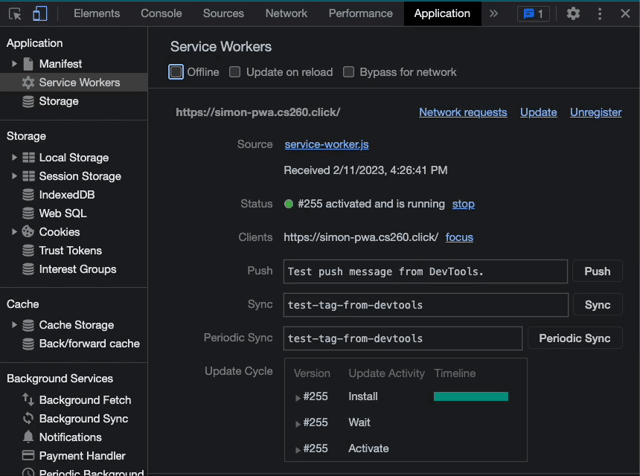 Elements Console Sources Network Performance Application » 1
Application
Manifest
Service Workers
Storage
Storage
Local Storage
Session Storage
IndexedDB
Web SQL
Cookies
Trust Tokens
Interest Groups
Cache
Cache Storage
Back/forward cache
Background Services
Background Fetch
Background Sync
Notifications
Payment Handler
Periodic Background
Service Workers
Offline Update on reload Bypass for network
https://simon-pwa.cs260.click/ Network requests Update Unregister
Source service-worker.js
Received 2/11/2023, 4:26:41 PM
Status #255 activated and is running stop
Clients https://simon-pwa.cs260.click/ focus
Push Test push message from DevTools. Push
Sync test-tag-from-devtools Sync
Periodic Sync test-tag-from-devtools Periodic Sync
Update Cycle Version Update Activity Timeline
#255 Install
#255 Wait
#255 Activate